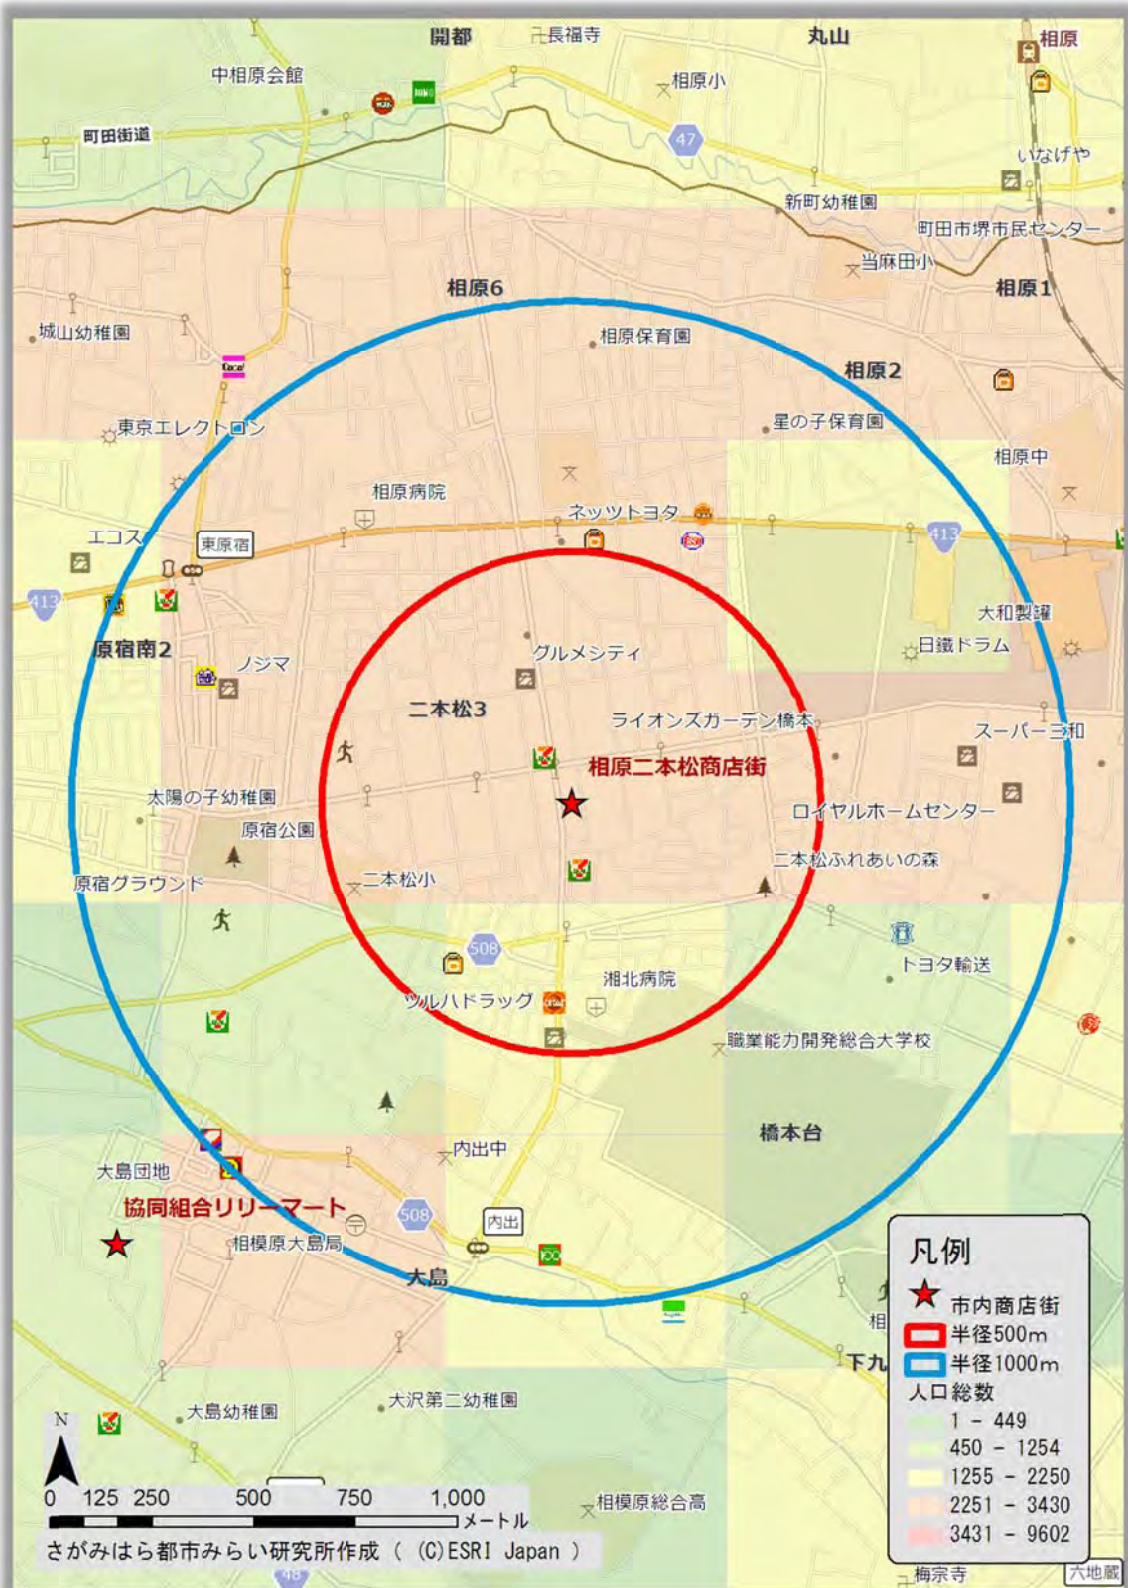 開都
長福寺
丸山
相原
中相原会館
相原小
町田街道
47
いなげや
新町幼稚園
町田市堺市民センター
当麻田小
相原6
相原1
城山幼稚園
相原保育園
相原2
東京エレクトロン
星の子保育園
相原中
相原病院
ネッツトヨタ
エコス
東原宿
413
413
大和製罐
原宿南2
日鐵ドラム
ノジマ
グルメシティ
二本松3
ライオンズガーデン橋本
スーパー三和
相原二本松商店街
太陽の子幼稚園
ロイヤルホームセンター
原宿公園
二本松ふれあいの森
原宿グラウンド
二本松小
508
トヨタ輸送
湘北病院
ツルハドラッグ
職業能力開発総合大学校
橋本台
内出中
大島団地
協同組合リリーマート
508
内出
相模原大島局
大島
凡例
市内商店街
相
半径500m
下九
半径1000m
人口総数
1 - 449
450 - 1254
1255 - 2250
2251 - 3430
3431 - 9602
大島幼稚園
大沢第二幼稚園
N
0 125 250 500 750 1,000
メートル
相模原総合高
さがみはら都市みらい研究所作成（ (C)ESRI Japan ）
48
梅宗寺
六地蔵